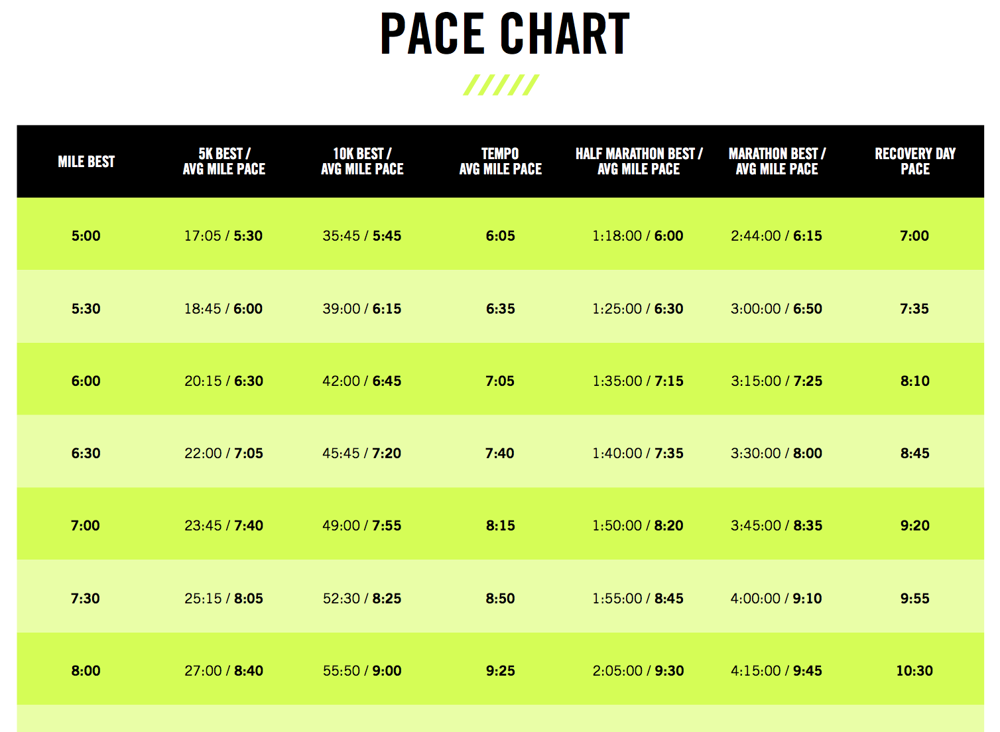 PACE CHART
MILE BEST
5K BEST /
AVG MILE PACE
10K BEST /
AVG MILE PACE
TEMPO
AVG MILE PACE
HALF MARATHON BEST /
AVG MILE PACE
MARATHON BEST /
AVG MILE PACE
RECOVERY DAY
PACE
5:00 17:05 / 5:30 35:45 / 5:45 6:05 1:18:00 / 6:00 2:44:00 / 6:15 7:00
5:30 18:45 / 6:00 39:00 / 6:15 6:35 1:25:00 / 6:30 3:00:00 / 6:50 7:35
6:00 20:15 / 6:30 42:00 / 6:45 7:05 1:35:00 / 7:15 3:15:00 / 7:25 8:10
6:30 22:00 / 7:05 45:45 / 7:20 7:40 1:40:00 / 7:35 3:30:00 / 8:00 8:45
7:00 23:45 / 7:40 49:00 / 7:55 8:15 1:50:00 / 8:20 3:45:00 / 8:35 9:20
7:30 25:15 / 8:05 52:30 / 8:25 8:50 1:55:00 / 8:45 4:00:00 / 9:10 9:55
8:00 27:00 / 8:40 55:50 / 9:00 9:25 2:05:00 / 9:30 4:15:00 / 9:45 10:30